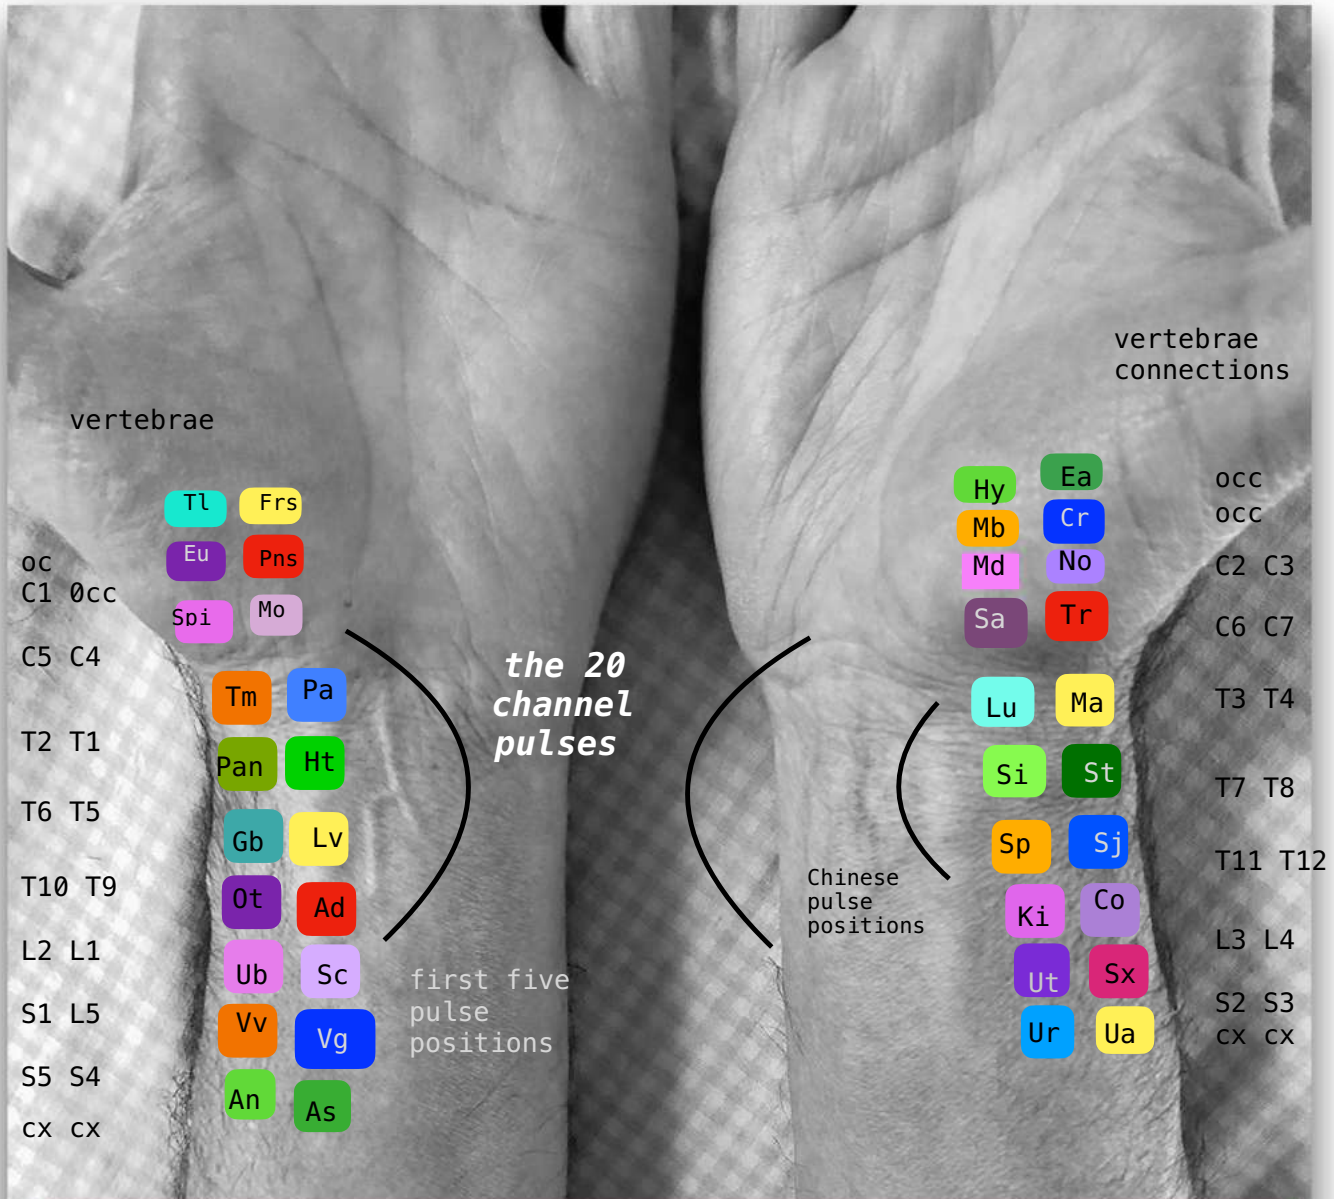 vertebrae
Tl Frs
Eu Pns
Spi Mo
Tm Pa
Pan Ht
Gb Lv
Ot Ad
Ub Sc
Vv Vg
An As
oc
C1 0cc
C5 C4
T2 T1
T6 T5
T10 T9
L2 L1
S1 L5
S5 S4
cx cx
the 20
channel
pulses
first five
pulse
positions
Chinese
pulse
positions
vertebrae
connections
Hy Ea
Mb Cr
Md No
Sa Tr
Lu Ma
Si St
Sp Sj
Ki Co
Ut Sx
Ur Ua
occ
occ
C2 C3
C6 C7
T3 T4
T7 T8
T11 T12
L3 L4
S2 S3
cx cx